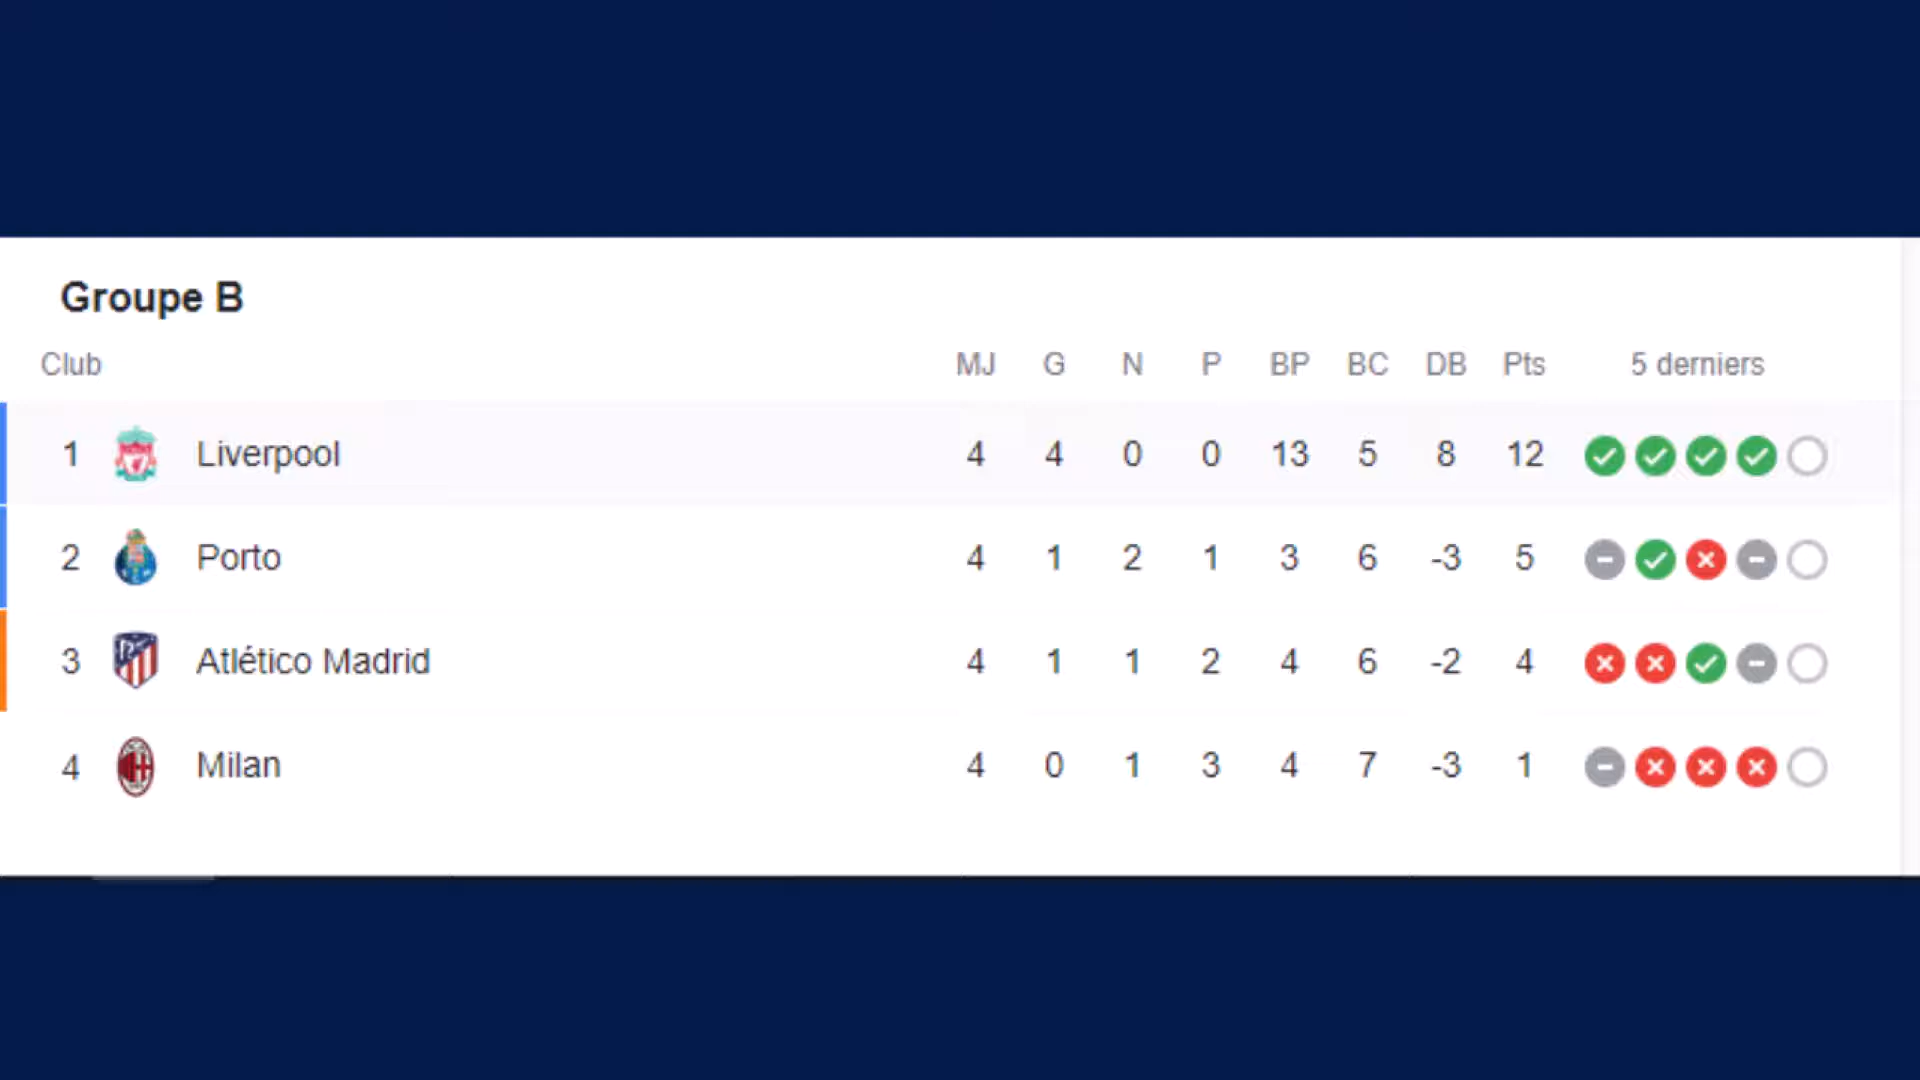 Groupe B
Club MJ G N P BP BC DB Pts 5 derniers
1 Liverpool 4 4 0 0 13 5 8 12
2 Porto 4 1 2 1 3 6 -3 5
3 Atlético Madrid 4 1 1 2 4 6 -2 4
4 Milan 4 0 1 3 4 7 -3 1